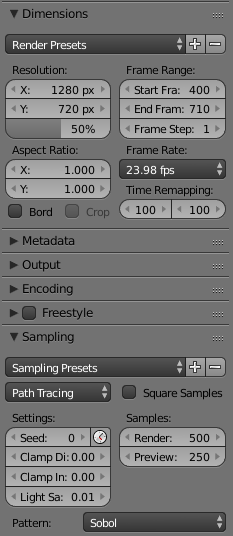 Dimensions
Render Presets
Resolution: Frame Range:
X: 1280 px Start Fra: 400
Y: 720 px End Fram: 710
50% Frame Step: 1
Aspect Ratio: Frame Rate:
X: 1.000 23.98 fps
Y: 1.000 Time Remapping:
Bord Crop 100 100
Metadata
Output
Encoding
Freestyle
Sampling
Sampling Presets
Path Tracing Square Samples
Settings: Samples:
Seed: 0 Render: 500
Clamp Di: 0.00 Preview: 250
Clamp In: 0.00
Light Sa: 0.01
Pattern: Sobol